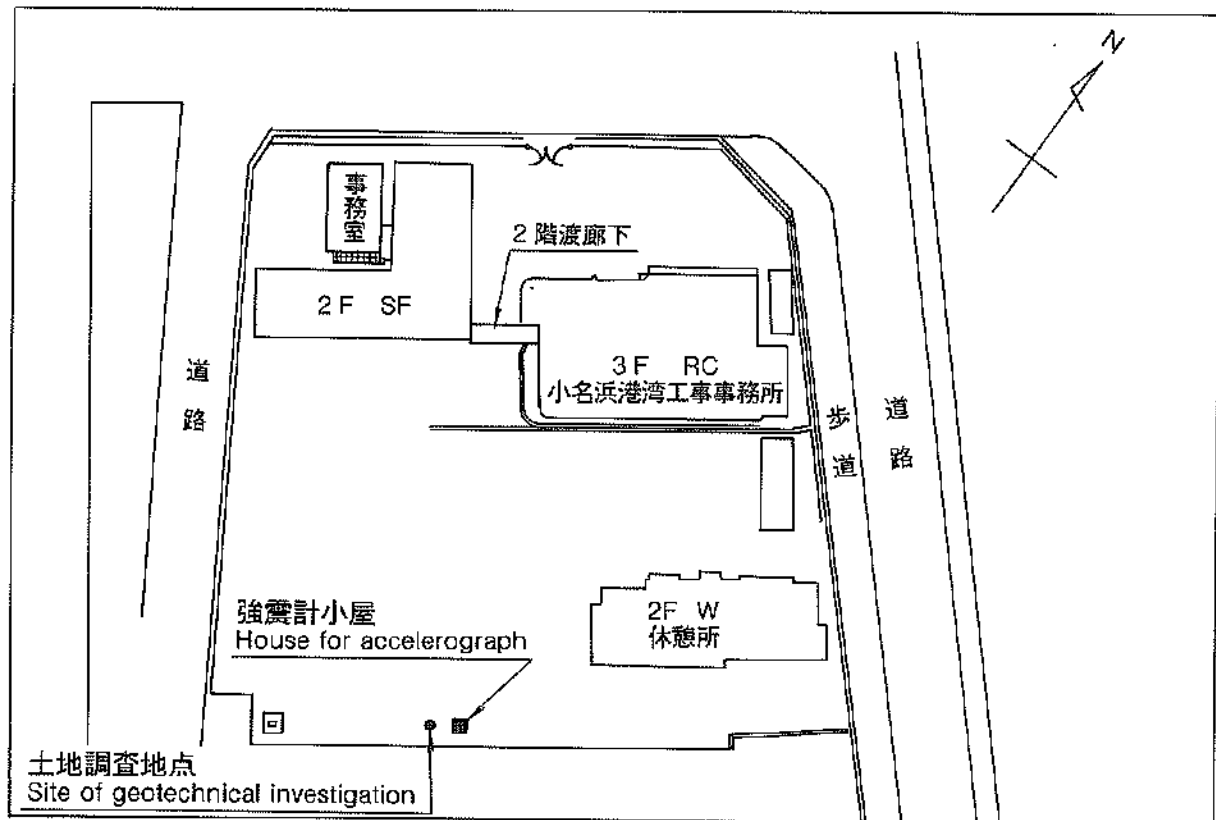 N
事務室
2階渡廊下
2F SF
3F RC
小名浜港湾工事事務所
道路
歩道
道路
強震計小屋
House for accelerograph
2F W
休憩所
土地調査地点
Site of geotechnical investigation